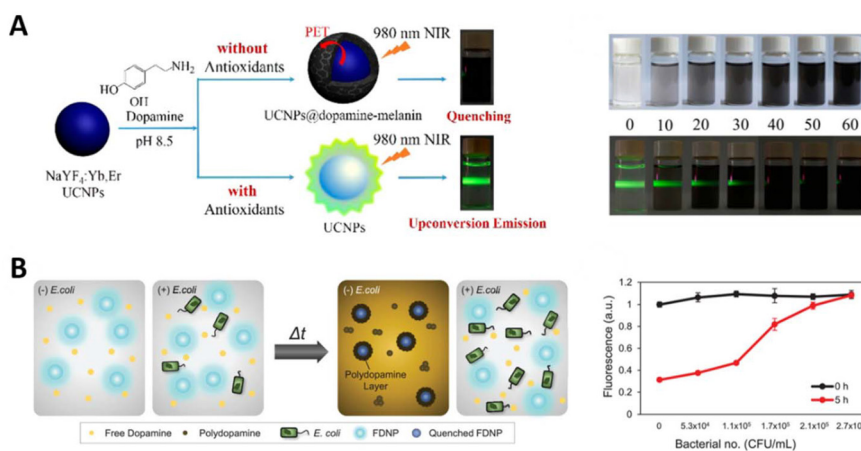 A
NH₂
HO
OH
Dopamine
pH 8.5
NaYF₄:Yb,Er
UCNPs
without
Antioxidants
with
Antioxidants
PET
980 nm NIR
UCNPs@dopamine-melanin
Quenching
980 nm NIR
UCNPs
Upconversion Emission
0 10 20 30 40 50 60
B
(-) E.coli
(+) E.coli
Δt
(-) E.coli
Polydopamine
Layer
(+) E.coli
Free Dopamine Polydopamine E. coli FDNP Quenched FDNP
Fluorescence (a.u.)
1.2
1
0.8
0.6
0.4
0.2
0
0 h
5 h
0 5.3x10⁴ 1.1x10⁵ 1.7x10⁵ 2.1x10⁵ 2.7x10
Bacterial no. (CFU/mL)